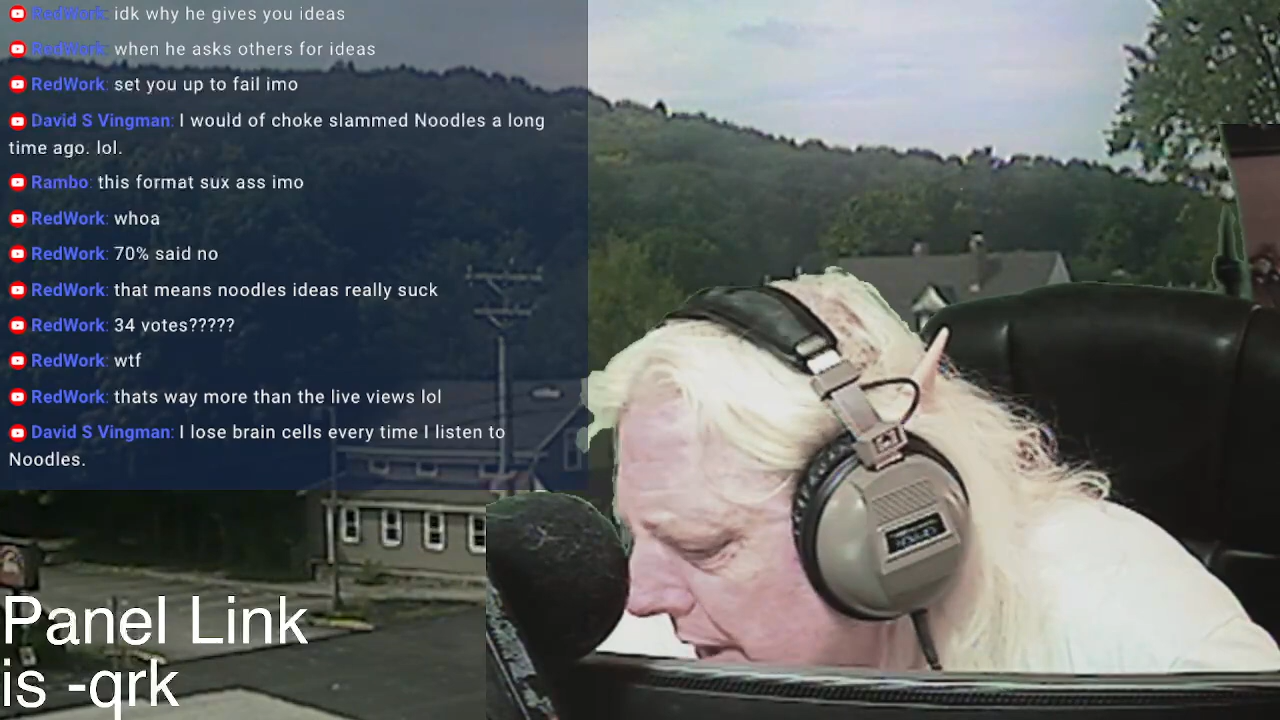 RedWork: idk why he gives you ideas
RedWork: when he asks others for ideas
RedWork: set you up to fail imo
David S Vingman: I would of choke slammed Noodles a long
time ago. lol.
Rambo: this format sux ass imo
RedWork: whoa
RedWork: 70% said no
RedWork: that means noodles ideas really suck
RedWork: 34 votes?????
RedWork: wtf
RedWork: thats way more than the live views lol
David S Vingman: I lose brain cells every time I listen to
Noodles.
Panel Link
is -qrk